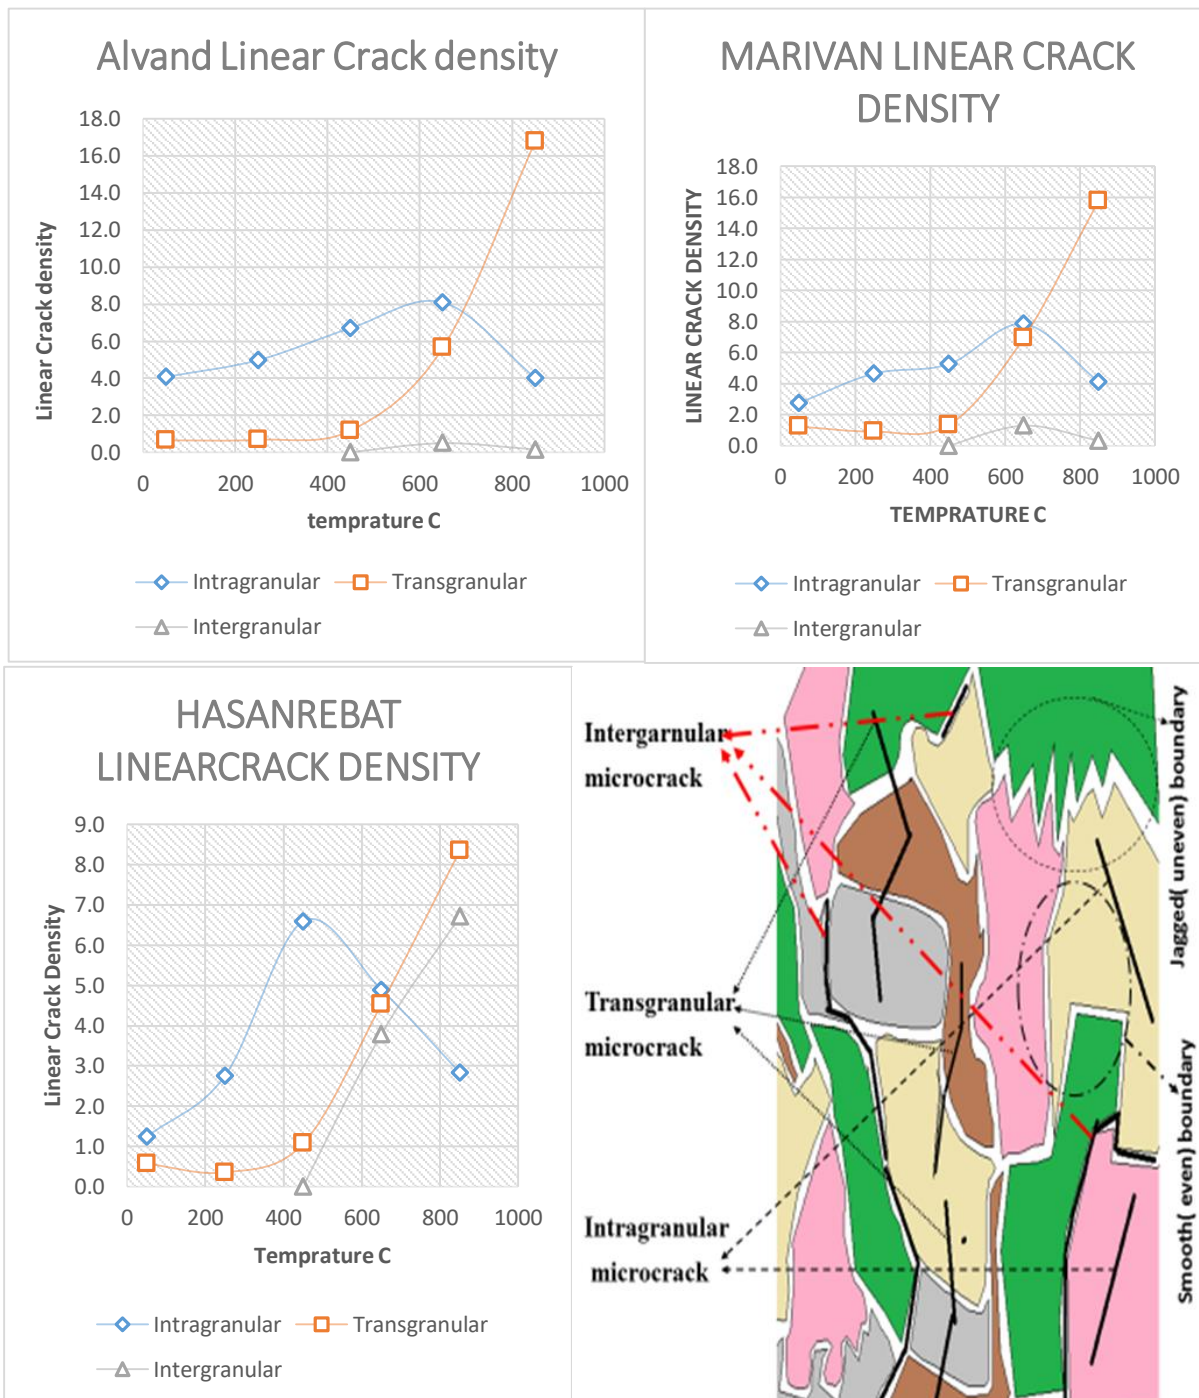 Alvand Linear Crack density
18.0
16.0
14.0
12.0
10.0
8.0
6.0
4.0
2.0
0.0
Linear Crack density
0 200 400 600 800 1000
temprature C
Intragranular Transgranular
Intergranular
MARIVAN LINEAR CRACK
DENSITY
18.0
16.0
14.0
12.0
10.0
8.0
6.0
4.0
2.0
0.0
LINEAR CRACK DENSITY
0 200 400 600 800 1000
TEMPRATURE C
Intragranular Transgranular
Intergranular
HASANREBAT
LINEARCRACK DENSITY
9.0
8.0
7.0
6.0
5.0
4.0
3.0
2.0
1.0
0.0
Linear Crack Density
0 200 400 600 800 1000
Temprature C
Intragranular Transgranular
Intergranular
Intergarnular
microcrack
Transgranular
microcrack
Intragranular
microcrack
Jagged( uneven) boundary
Smooth( even) boundary